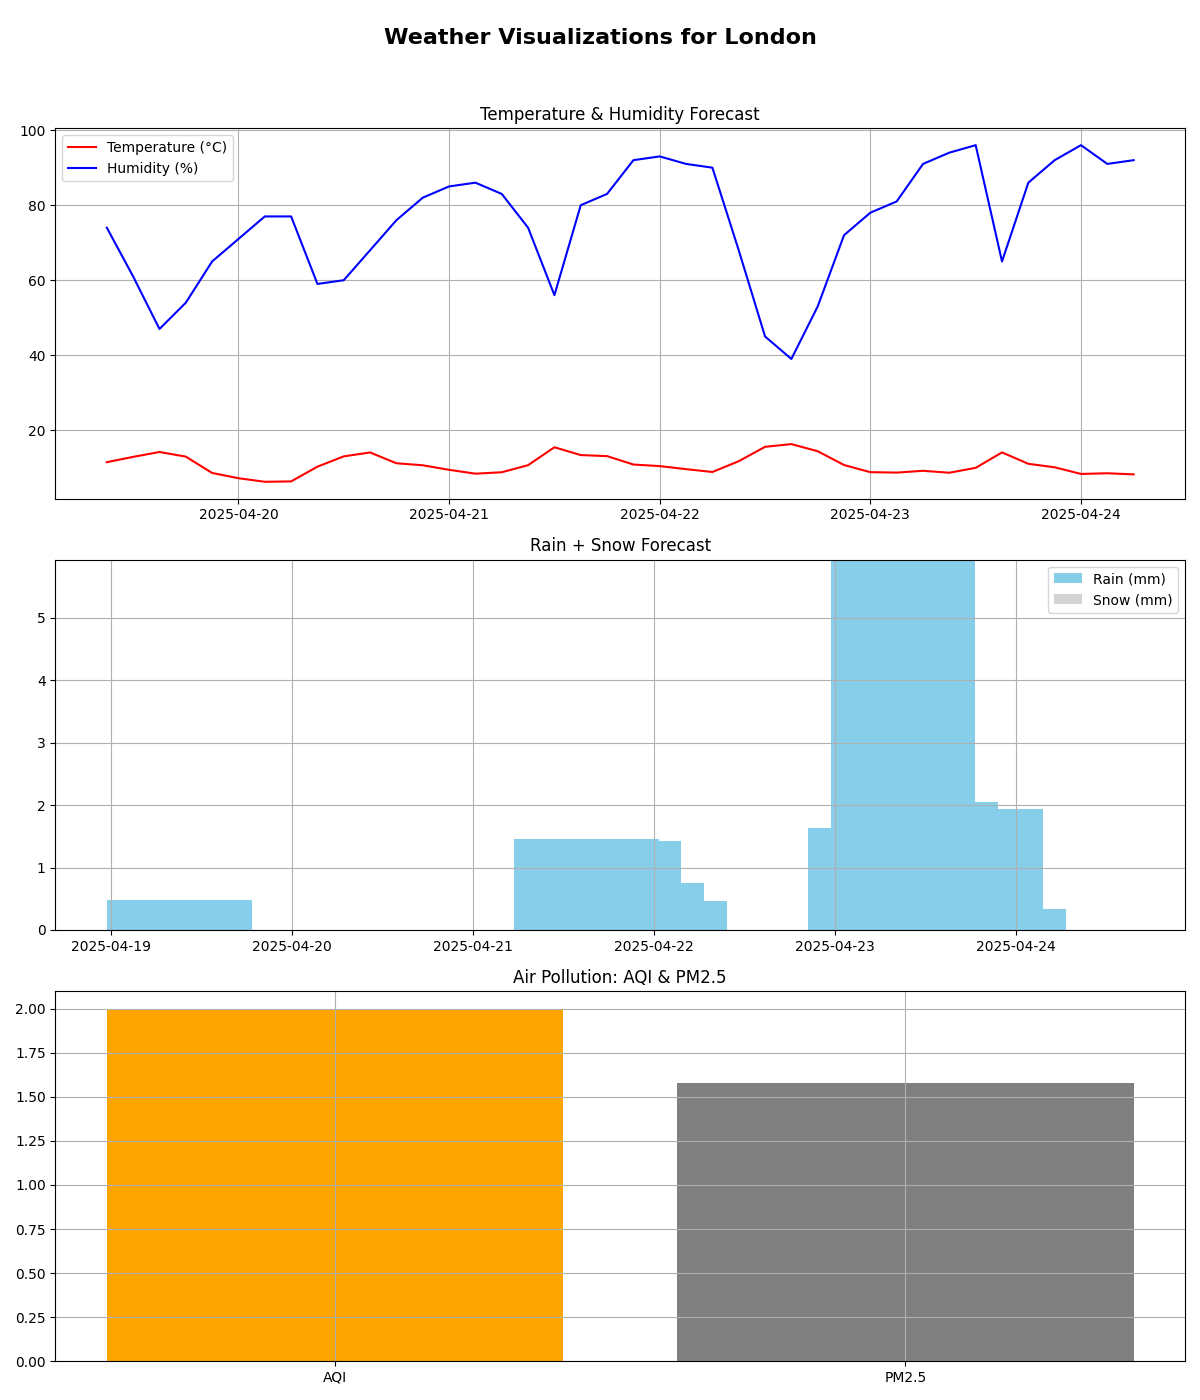 Weather Visualizations for London
Temperature & Humidity Forecast
Temperature (°C)
Humidity (%)
100
80
60
40
20
2025-04-20 2025-04-21 2025-04-22 2025-04-23 2025-04-24
Rain + Snow Forecast
Rain (mm)
Snow (mm)
5
4
3
2
1
0
2025-04-19 2025-04-20 2025-04-21 2025-04-22 2025-04-23 2025-04-24
Air Pollution: AQI & PM2.5
2.00
1.75
1.50
1.25
1.00
0.75
0.50
0.25
0.00
AQI PM2.5